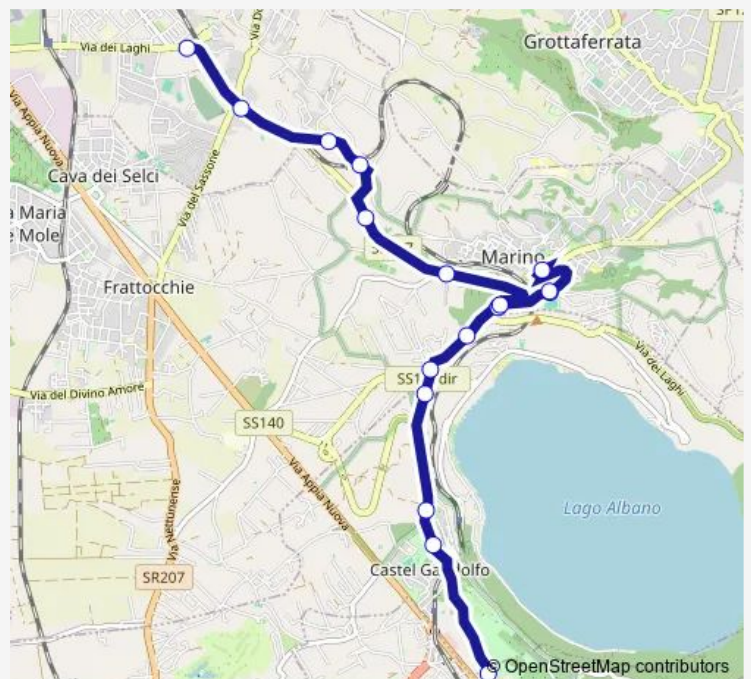 Via dei Laghi
Grottaferrata
Via Appia Nuova
Cava dei Selci
Via del Sassone
Maria
Mole
Marino
Frattocchie
Via dei Laghi
Via del Divino Amore
SS140
Lago Albano
Via Appia Nuova
Via Nettunense
SR207
© OpenStreetMap contributors